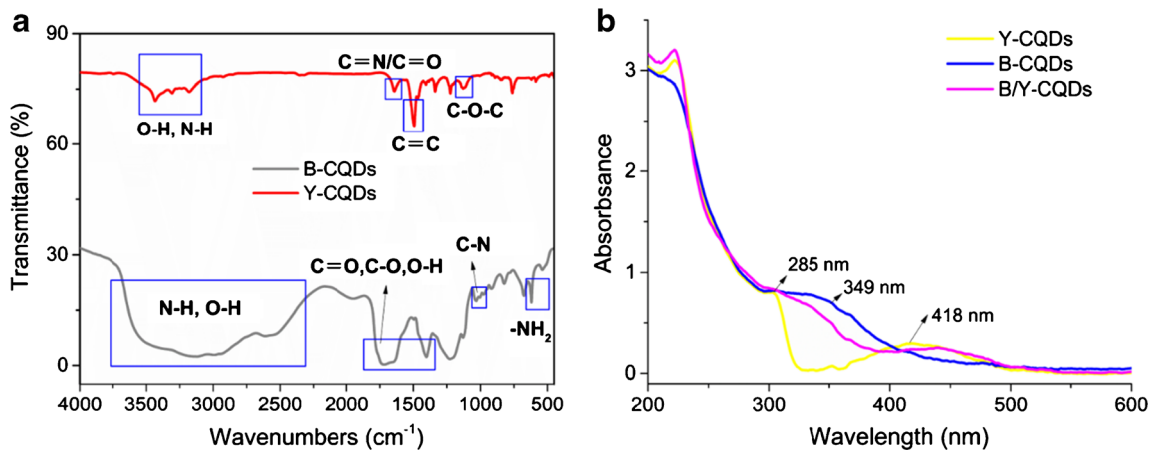 a
90
60
30
0
Transmittance (%)
C=N/C=O
O-H, N-H
C-O-C
C=C
B-CQDs
Y-CQDs
C=O,C-O,O-H
C-N
N-H, O-H
-NH2
4000 3500 3000 2500 2000 1500 1000 500
Wavenumbers (cm-1)
b
Y-CQDs
B-CQDs
B/Y-CQDs
3
2
1
0
Absorbsance
285 nm
349 nm
418 nm
200 300 400 500 600
Wavelength (nm)